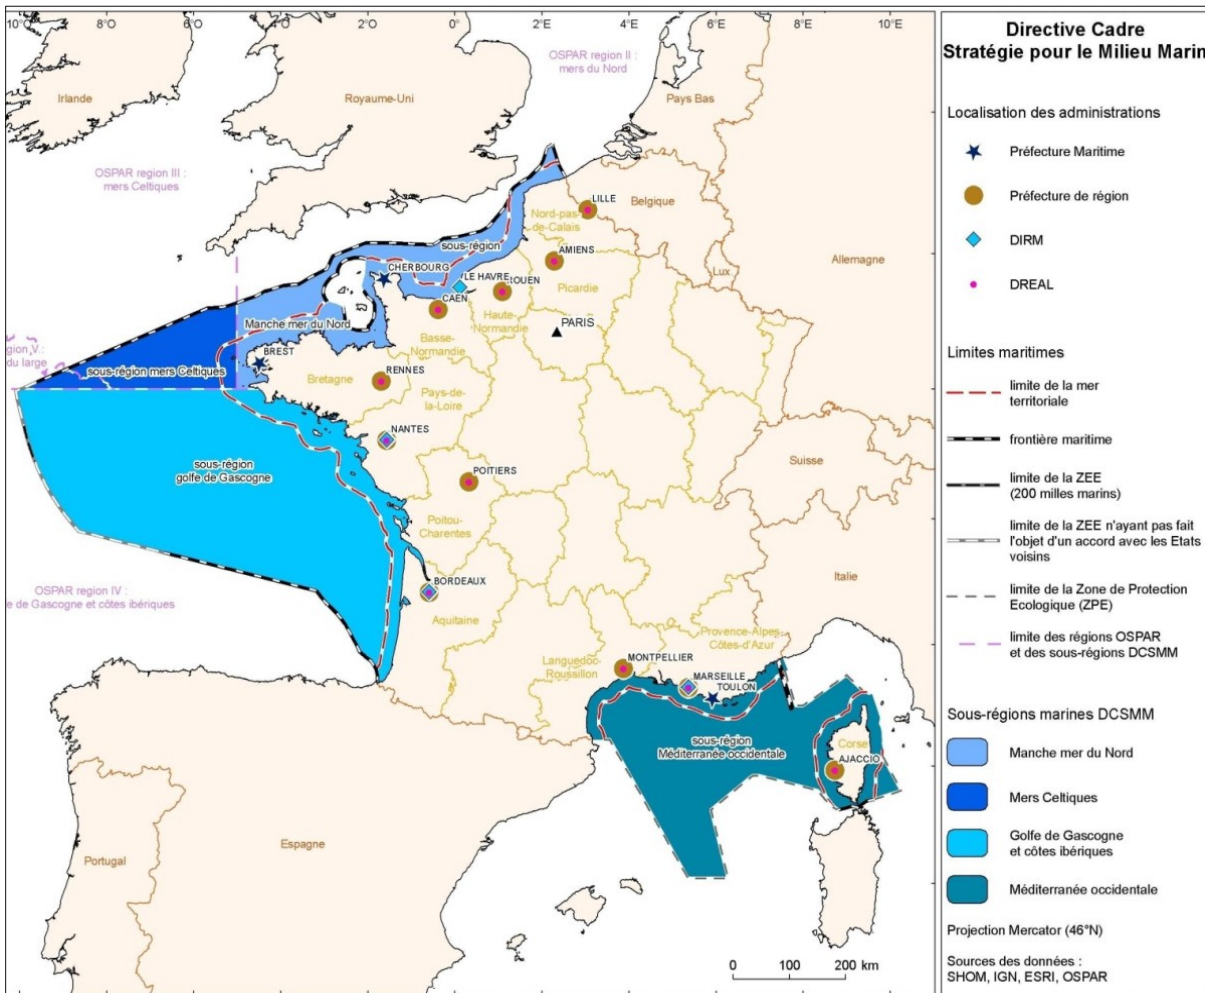 10°O
8°O
6°O
4°O
2°O
0°
2°E
4°E
6°E
8°E
10°E
Directive Cadre
Stratégie pour le Milieu Marin
OSPAR region II :
mers du Nord
Irlande
Royaume-Uni
Pays Bas
Localisation des administrations
Préfecture Maritime
OSPAR region III :
mers Celtiques
Préfecture de région
LILLE
Belgique
Nord-pas-
de-Calais
DIRM
sous-région
AMIENS
Allemagne
CHERBOURG
LE HAVRE
Lux
DREAL
Picardie
CAEN
Haute-
Normandie
Manche mer du Nord
PARIS
Basse-
Normandie
Limites maritimes
du large
BREST
sous-région mers Celtiques
Bretagne
RENNES
Pays-de-
la-Loire
limite de la mer
territoriale
NANTES
frontière maritime
sous-région
golfe de Gascogne
Suisse
POITIERS
limite de la ZEE
(200 milles marins)
Poitou-
Charentes
limite de la ZEE n'ayant pas fait
l'objet d'un accord avec les Etats
voisins
Italie
OSPAR region IV :
de Gascogne et côtes ibériques
BORDEAUX
limite de la Zone de Protection
Ecologique (ZPE)
Aquitaine
Provence-Alpes-
Côtes-d'Azur
Languedoc-
Roussillon
MONTPELLIER
limite des régions OSPAR
et des sous-régions DCSMM
MARSEILLE
TOULON
Sous-régions marines DCSMM
sous-région
Méditerranée occidentale
Corse
Manche mer du Nord
AJACCIO
Mers Celtiques
Espagne
Portugal
Golfe de Gascogne
et côtes ibériques
Méditerranée occidentale
Projection Mercator (46°N)
0 100 200 km
Sources des données :
SHOM, IGN, ESRI, OSPAR